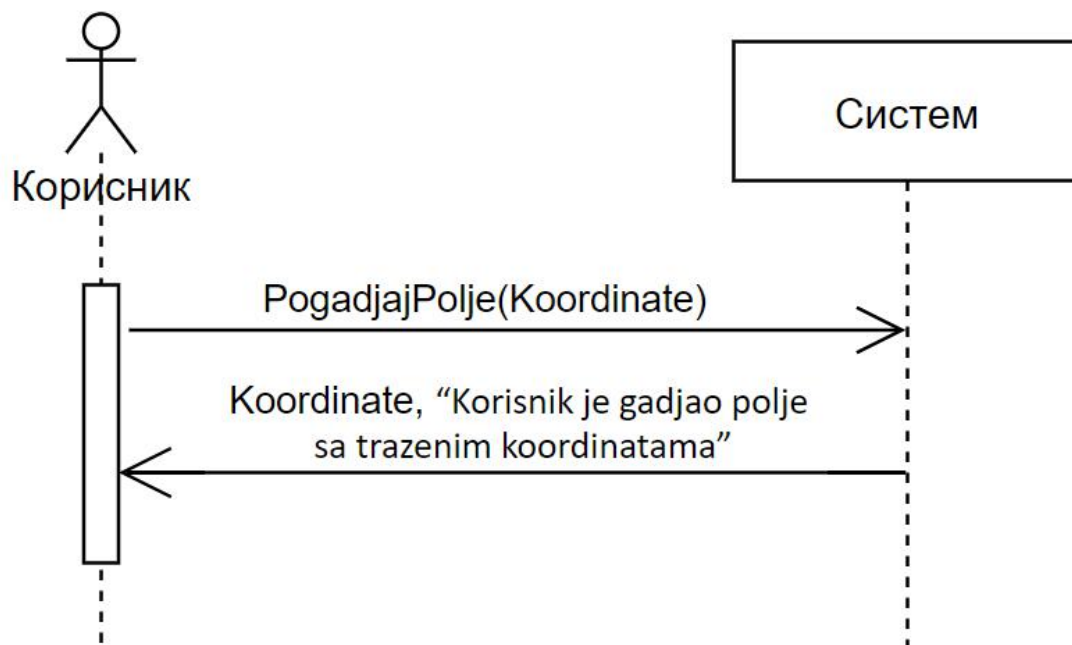 Корисник
Систем
PogadjajPolje(Koordinate)
Koordinate, “Korisnik je gadjao polje
sa trazenim koordinatama”